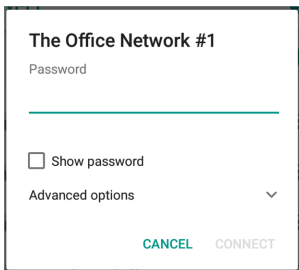 The Office Network #1
Password
Show password
Advanced options
CANCEL CONNECT